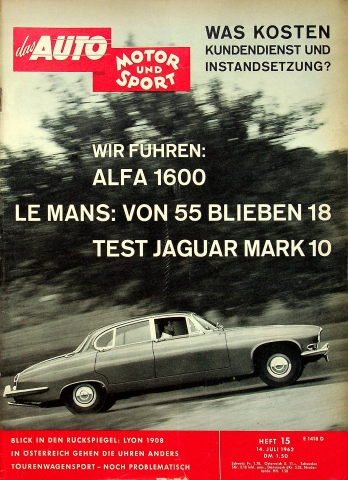 das AUTO
MOTOR
UND
SPORT
WAS KOSTEN
KUNDENDIENST UND
INSTANDSETZUNG?
WIR FUHREN:
ALFA 1600
LE MANS: VON 55 BLIEBEN 18
TEST JAGUAR MARK 10
BLICK IN DEN RÜCKSPIEGEL: LYON 1908
IN ÖSTERREICH GEHEN DIE UHREN ANDERS
TOURENWAGENSPORT – NOCH PROBLEMATISCH
HEFT 15
E 1418 D
14. JULI 1962
DM 1.50